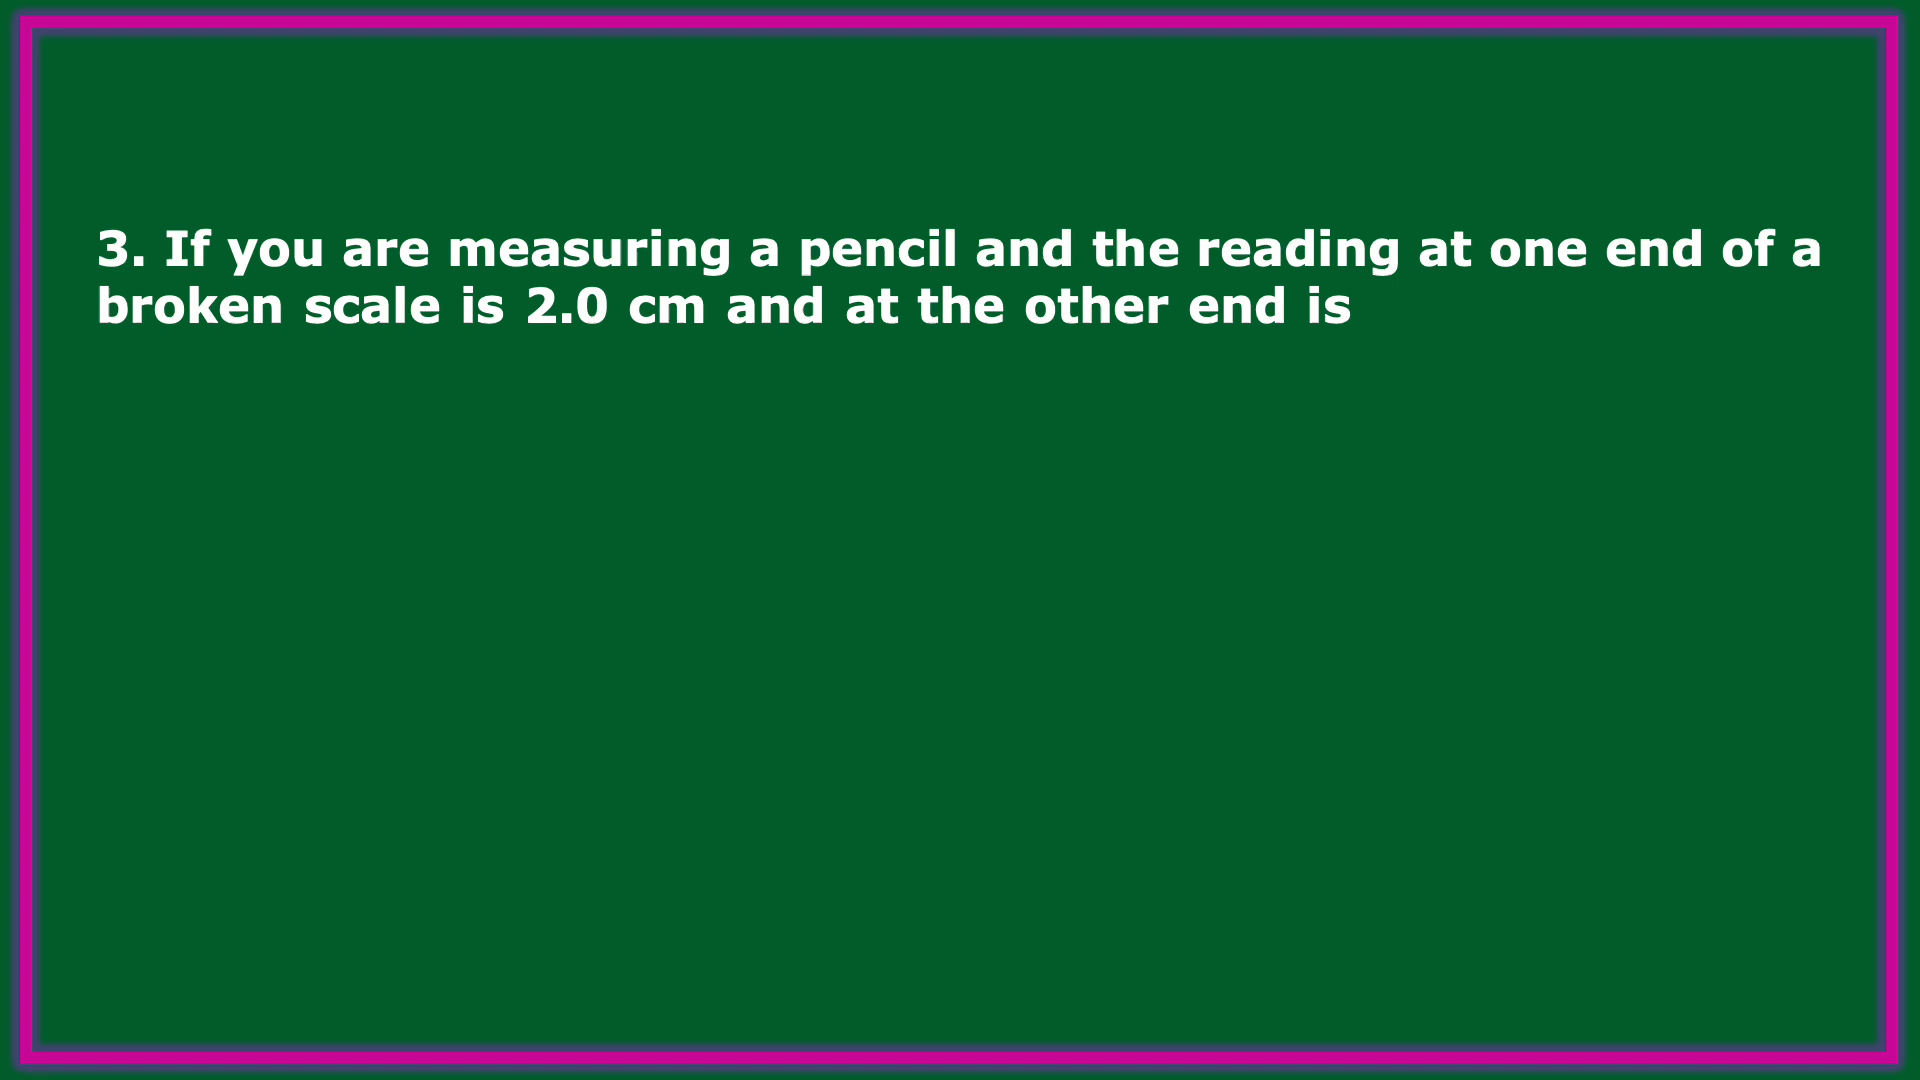 3. If you are measuring a pencil and the reading at one end of a
broken scale is 2.0 cm and at the other end is